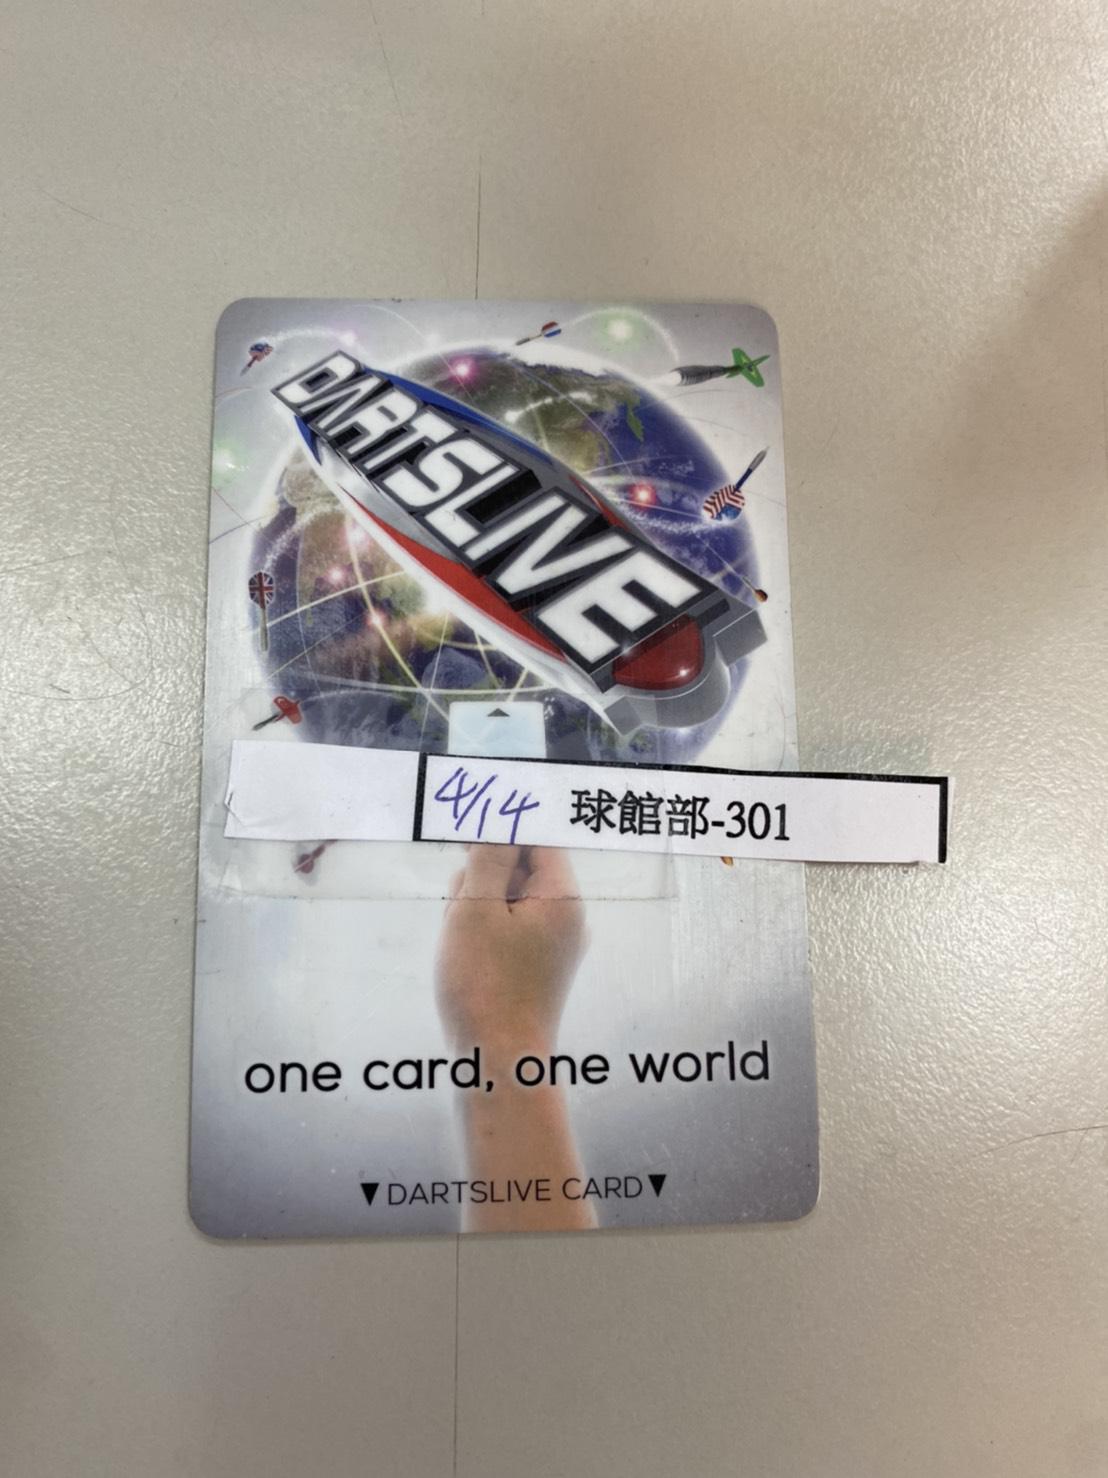 DARTSLIVE
4/14 球館部-301
one card, one world
▼DARTSLIVE CARD▼